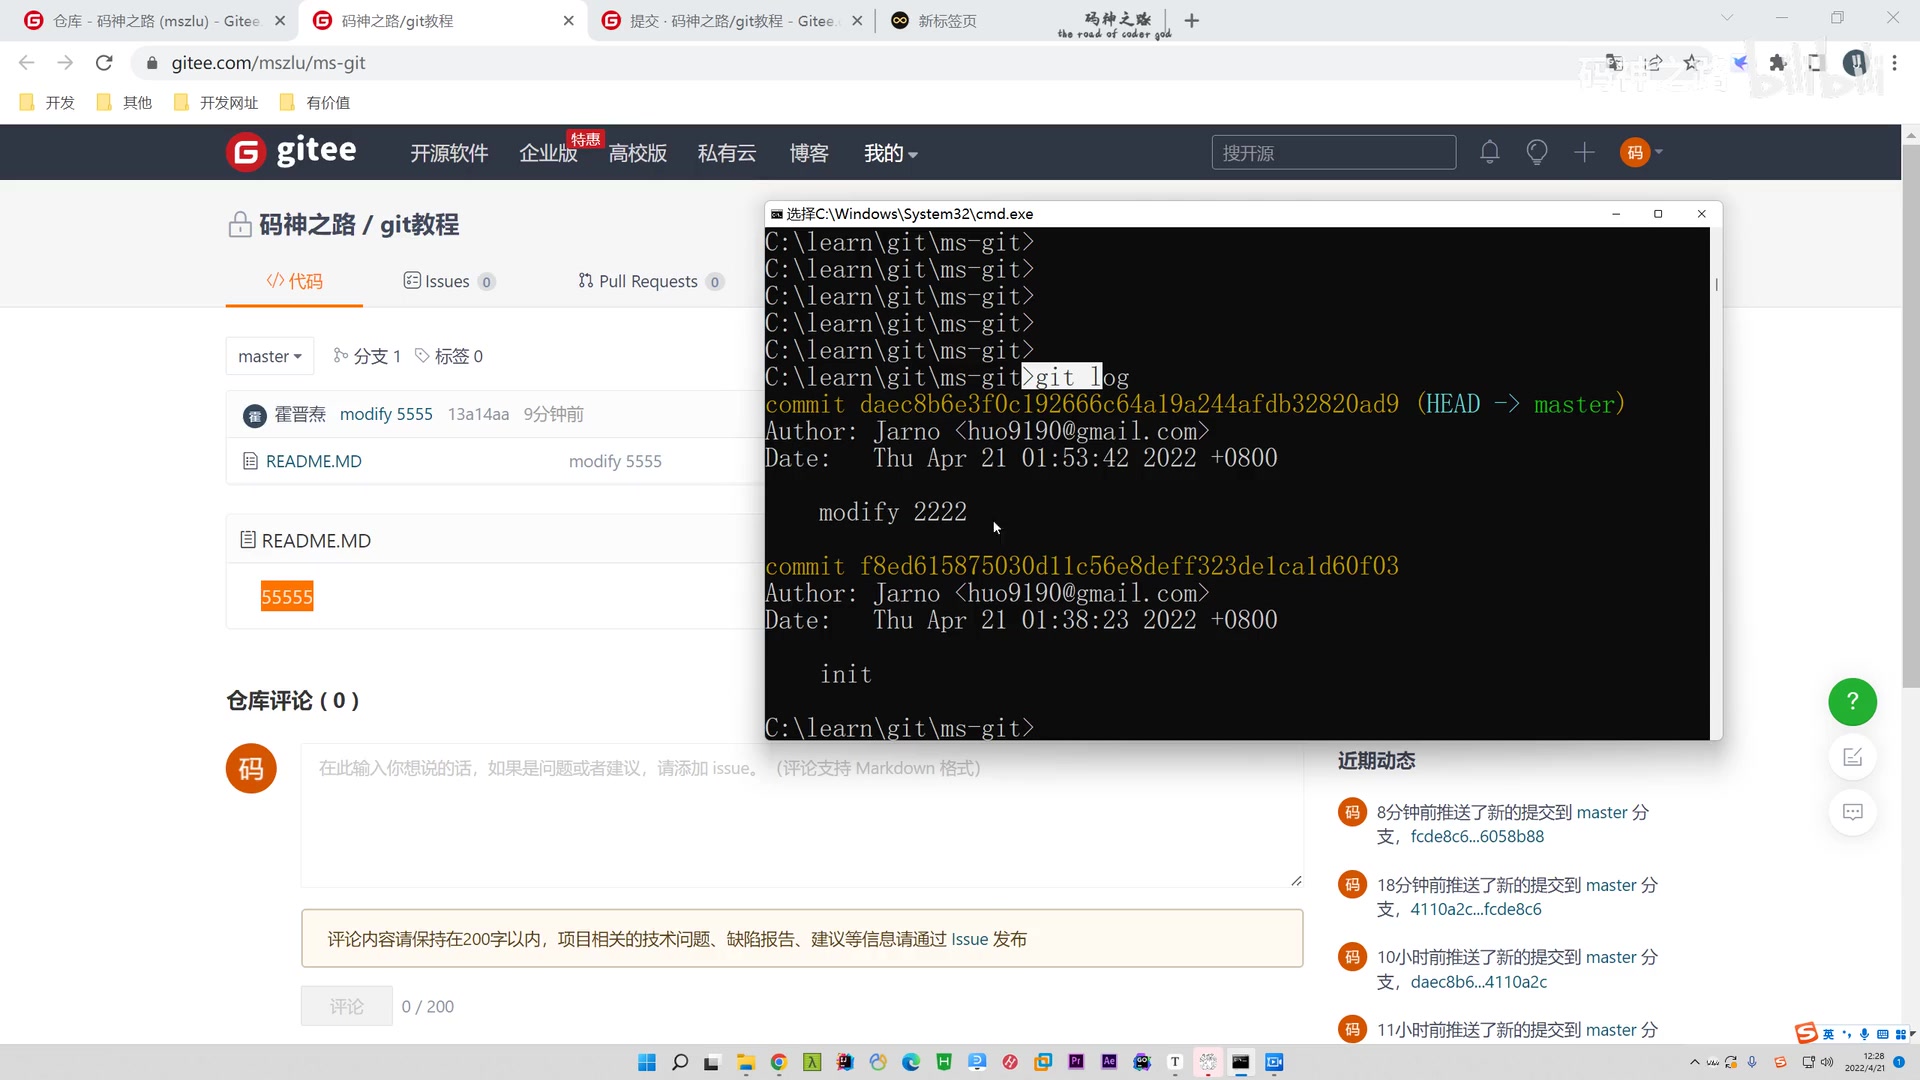 仓库 - 码神之路 (mszlu) - Gitee.
码神之路/git教程
提交 · 码神之路/git教程 - Gitee.
新标签页
码神之路
the road of coder god
gitee.com/mszlu/ms-git
码神之路
bilibili
开发
其他
开发网址
有价值
gitee
开源软件
企业版
特惠
高校版
私有云
博客
我的
搜开源
码
码神之路 / git教程
代码
Issues 0
Pull Requests 0
master
分支 1
标签 0
霍
霍晋焘 modify 5555 13a14aa 9分钟前
README.MD modify 5555
README.MD
55555
选择C:\Windows\System32\cmd.exe
C:\learn\git\ms-git>
C:\learn\git\ms-git>
C:\learn\git\ms-git>
C:\learn\git\ms-git>
C:\learn\git\ms-git>
C:\learn\git\ms-git>git log
commit daec8b6e3f0c192666c64a19a244afdb32820ad9 (HEAD -> master)
Author: Jarno <huo9190@gmail.com>
Date:   Thu Apr 21 01:53:42 2022 +0800
modify 2222
commit f8ed615875030d11c56e8deff323de1ca1d60f03
Author: Jarno <huo9190@gmail.com>
Date:   Thu Apr 21 01:38:23 2022 +0800
init
C:\learn\git\ms-git>
仓库评论 ( 0 )
码
在此输入你想说的话，如果是问题或者建议，请添加 issue。 (评论支持 Markdown 格式)
评论内容请保持在200字以内，项目相关的技术问题、缺陷报告、建议等信息请通过 Issue 发布
评论
0 / 200
近期动态
码
8分钟前推送了新的提交到 master 分
支，fcde8c6...6058b88
码
18分钟前推送了新的提交到 master 分
支，4110a2c...fcde8c6
码
10小时前推送了新的提交到 master 分
支，daec8b6...4110a2c
码
11小时前推送了新的提交到 master 分
英
12:28
2022/4/21
1